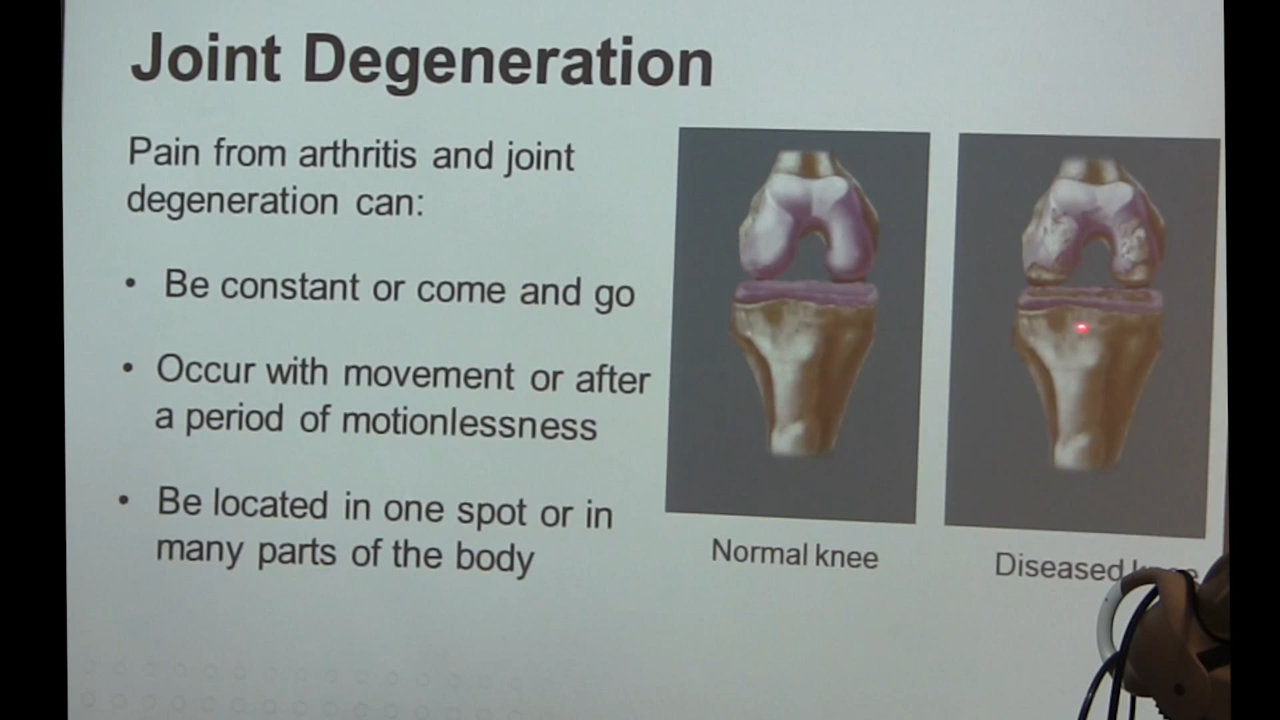 Joint Degeneration
Pain from arthritis and joint
degeneration can:
• Be constant or come and go
• Occur with movement or after
a period of motionlessness
• Be located in one spot or in
many parts of the body
Normal knee
Diseased